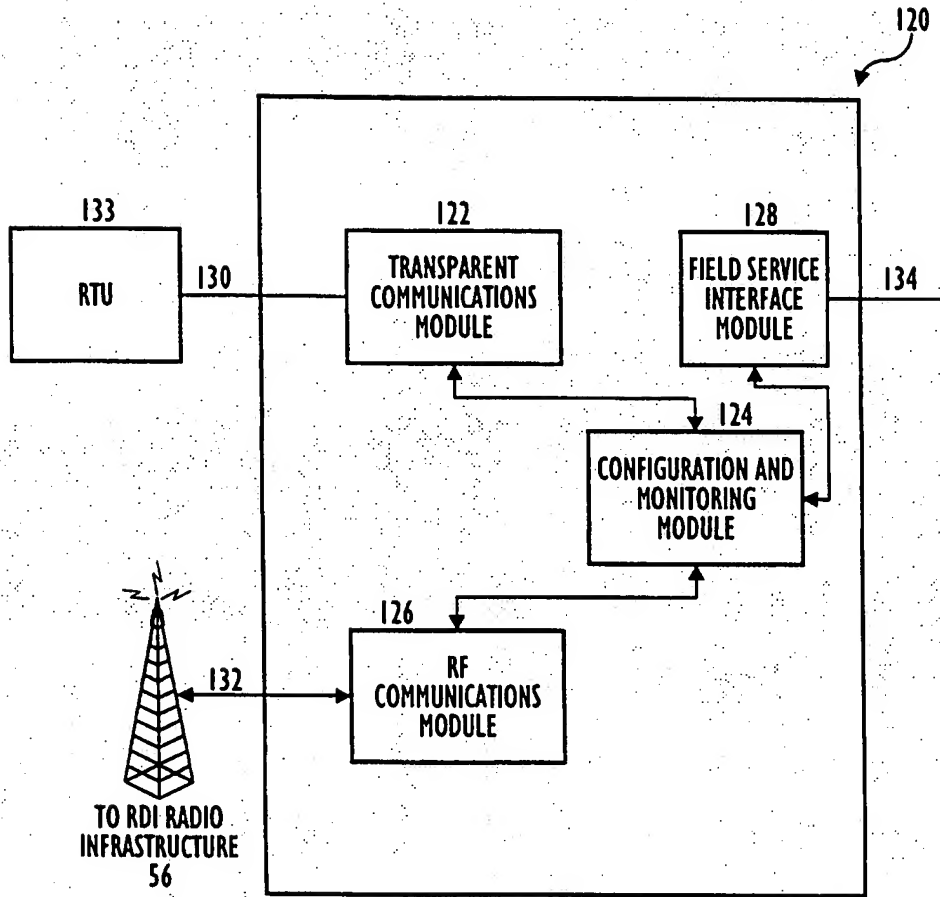 120
133
RTU
130
122
TRANSPARENT
COMMUNICATIONS
MODULE
128
FIELD SERVICE
INTERFACE
MODULE
134
124
CONFIGURATION AND
MONITORING
MODULE
126
RF
COMMUNICATIONS
MODULE
132
TO RDI RADIO
INFRASTRUCTURE
56